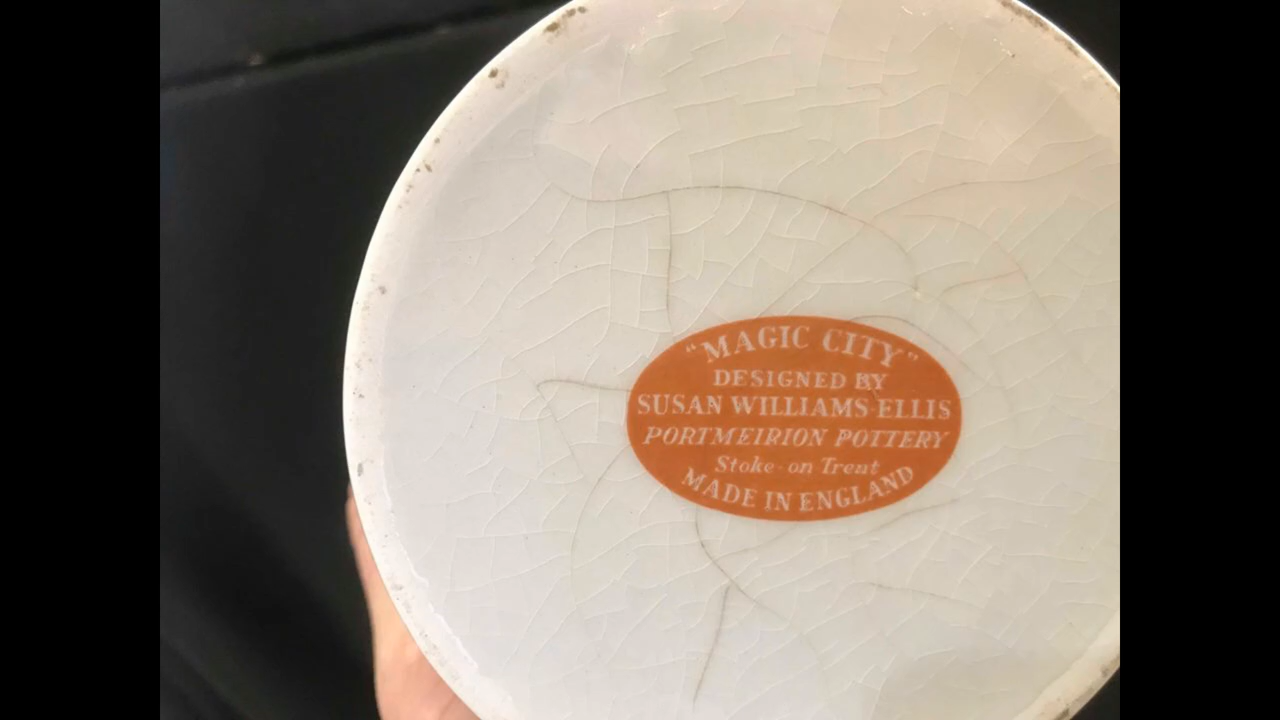 "MAGIC CITY"
DESIGNED BY
SUSAN WILLIAMS-ELLIS
PORTMEIRION POTTERY
Stoke-on Trent
MADE IN ENGLAND